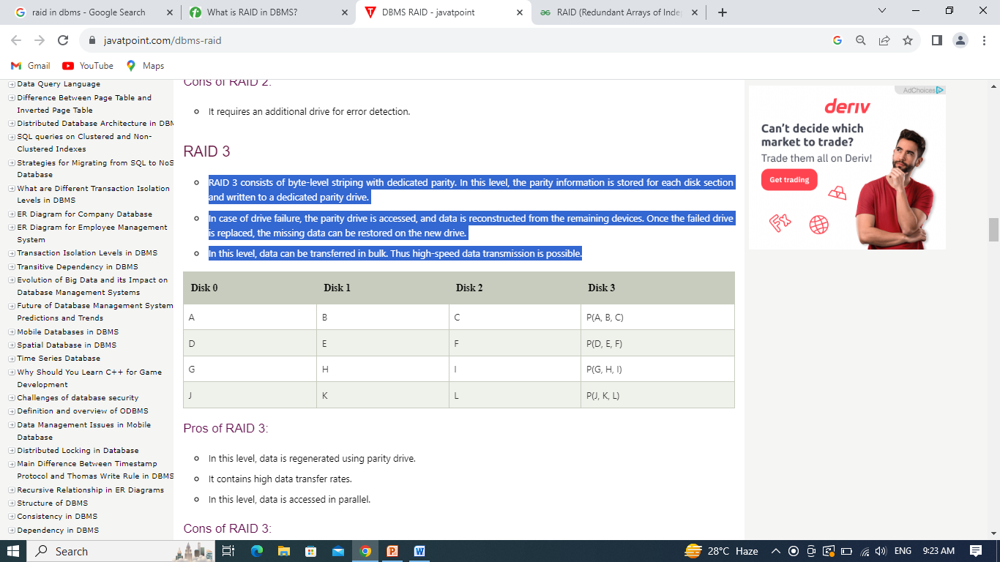 raid in dbms - Google Search
What is RAID in DBMS?
DBMS RAID - javatpoint
RAID (Redundant Arrays of Inde
javatpoint.com/dbms-raid
Gmail
YouTube
Maps
Data Query Language
Difference Between Page Table and
Inverted Page Table
Distributed Database Architecture in DBM
SQL queries on Clustered and Non-
Clustered Indexes
Strategies for Migrating from SQL to NoS
Database
What are Different Transaction Isolation
Levels in DBMS
ER Diagram for Company Database
ER Diagram for Employee Management
System
Transaction Isolation Levels in DBMS
Transitive Dependency in DBMS
Evolution of Big Data and its Impact on
Database Management Systems
Future of Database Management System
Predictions and Trends
Mobile Databases in DBMS
Spatial Database in DBMS
Time Series Database
Why Should You Learn C++ for Game
Development
Challenges of database security
Definition and overview of ODBMS
Data Management Issues in Mobile
Database
Distributed Locking in Database
Main Difference Between Timestamp
Protocol and Thomas Write Rule in DBMS
Recursive Relationship in ER Diagrams
Structure of DBMS
Consistency in DBMS
Dependency in DBMS
Cons of RAID 2:
It requires an additional drive for error detection.
RAID 3
RAID 3 consists of byte-level striping with dedicated parity. In this level, the parity information is stored for each disk section
and written to a dedicated parity drive.
In case of drive failure, the parity drive is accessed, and data is reconstructed from the remaining devices. Once the failed drive
is replaced, the missing data can be restored on the new drive.
In this level, data can be transferred in bulk. Thus high-speed data transmission is possible.
Disk 0 Disk 1 Disk 2 Disk 3
A B C P(A, B, C)
D E F P(D, E, F)
G H I P(G, H, I)
J K L P(J, K, L)
Pros of RAID 3:
In this level, data is regenerated using parity drive.
It contains high data transfer rates.
In this level, data is accessed in parallel.
Cons of RAID 3:
AdChoices
deriv
Can't decide which
market to trade?
Trade them all on Deriv!
Get trading
Search
28°C Haze
ENG
9:23 AM